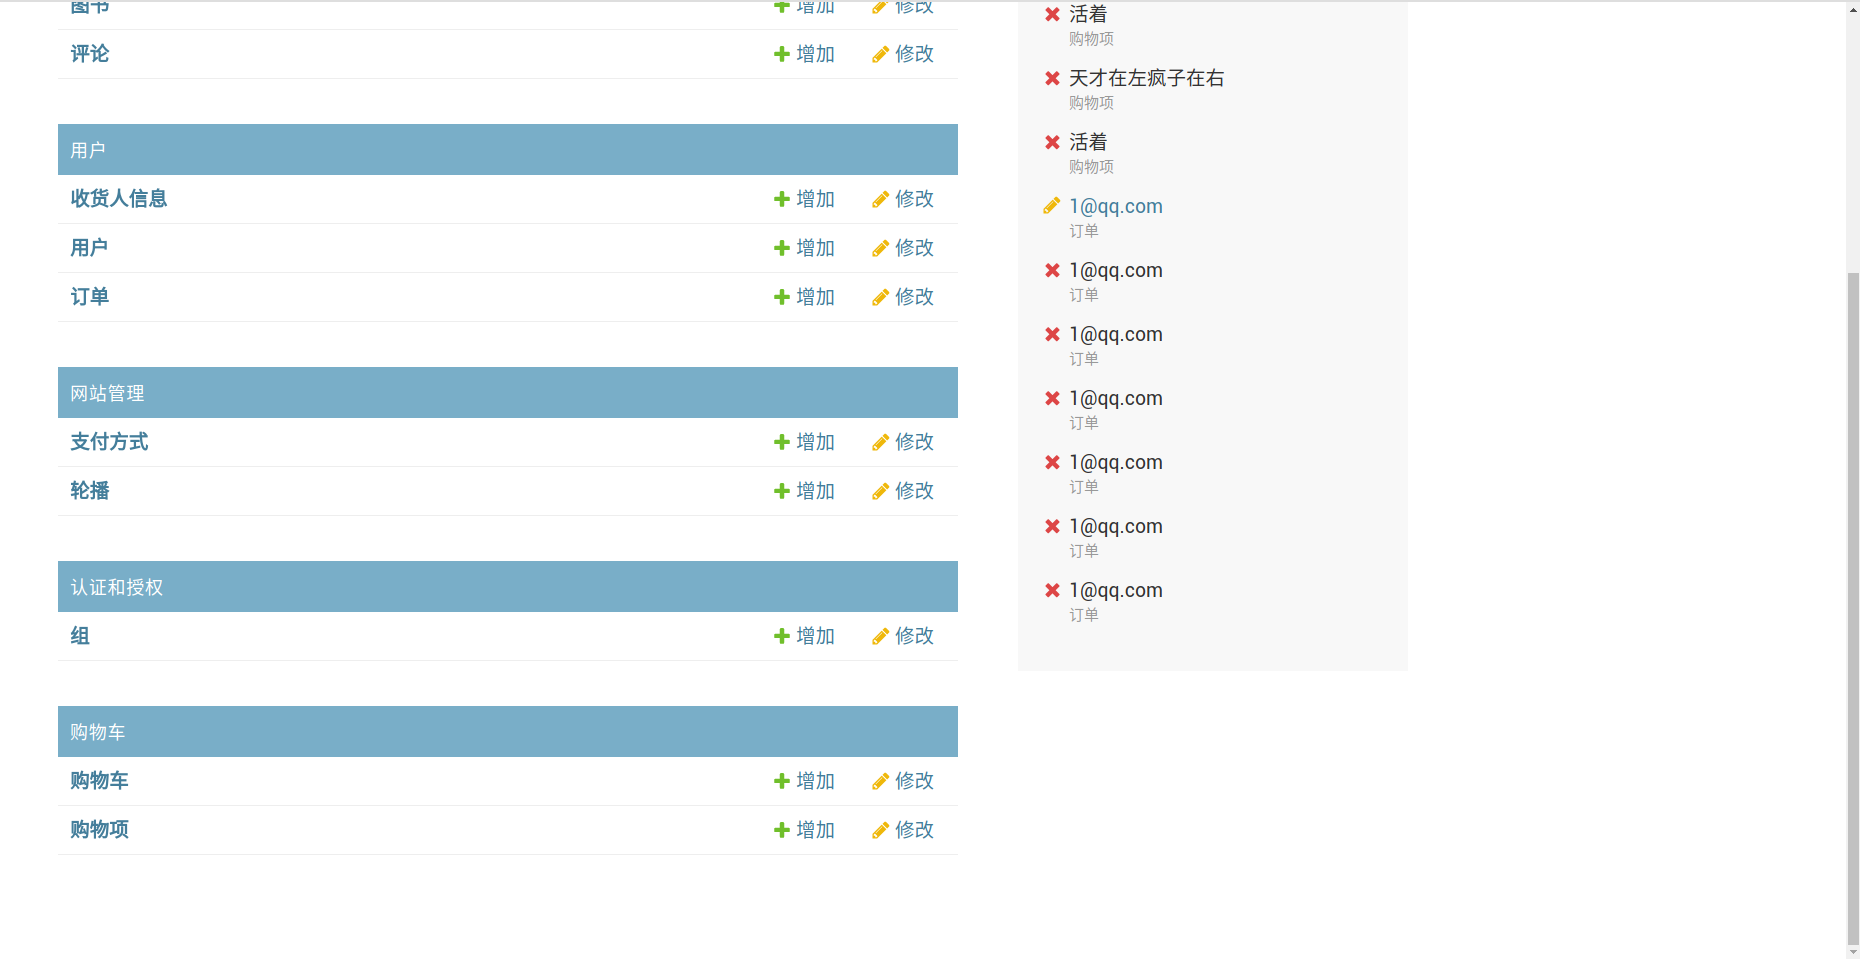 图书 增加 修改
评论 增加 修改
用户
收货人信息 增加 修改
用户 增加 修改
订单 增加 修改
网站管理
支付方式 增加 修改
轮播 增加 修改
认证和授权
组 增加 修改
购物车
购物车 增加 修改
购物项 增加 修改
活着
购物项
天才在左疯子在右
购物项
活着
购物项
1@qq.com
订单
1@qq.com
订单
1@qq.com
订单
1@qq.com
订单
1@qq.com
订单
1@qq.com
订单
1@qq.com
订单